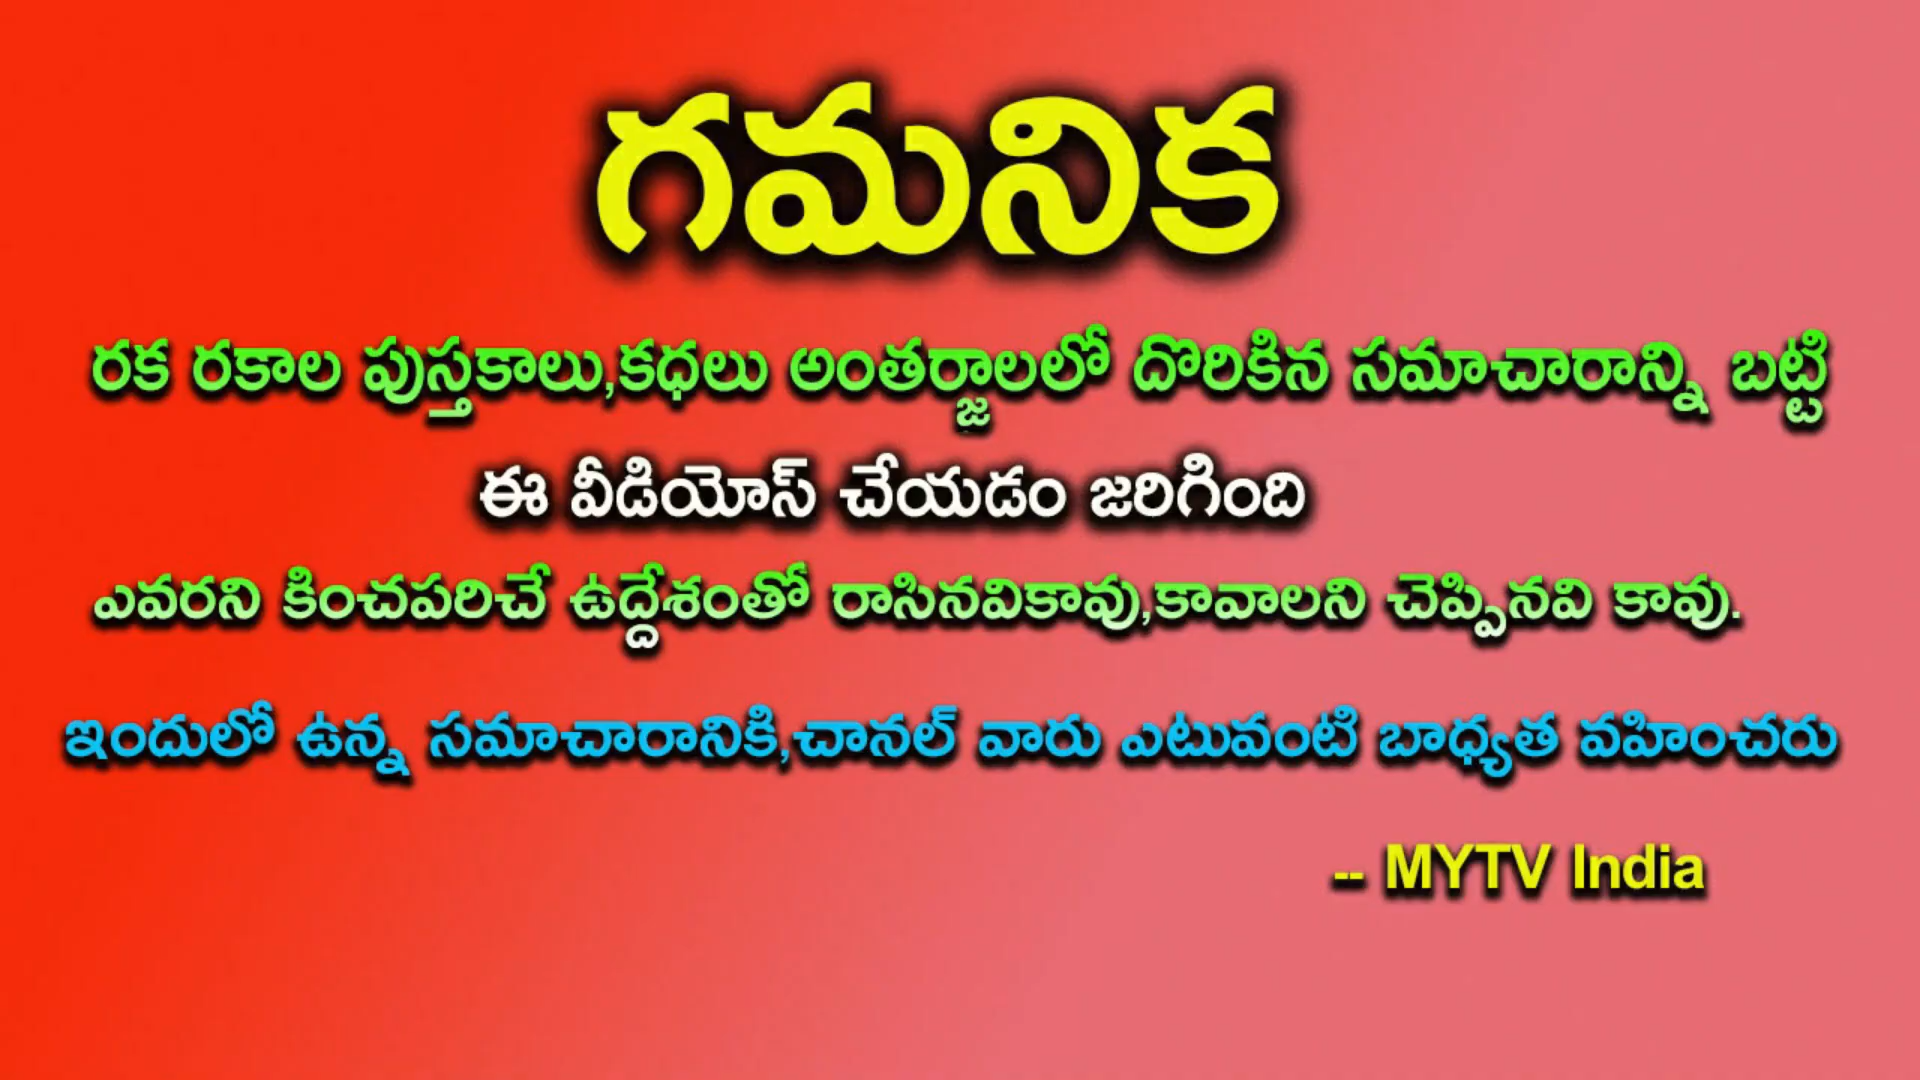 గమనిక
రక రకాల పుస్తకాలు,కధలు అంతర్జాలలో దొరికిన సమాచారాన్ని బట్టి
ఈ వీడియోస్ చేయడం జరిగింది
ఎవరని కించపరిచే ఉద్దేశంతో రాసినవికావు,కావాలని చెప్పినవి కావు.
ఇందులో ఉన్న సమాచారానికి,చానల్ వారు ఎటువంటి బాధ్యత వహించరు
-- MYTV India